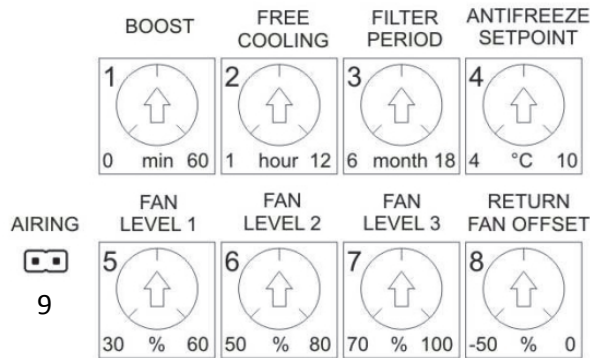 BOOST
FREE COOLING
FILTER PERIOD
ANTIFREEZE SETPOINT
1
0 min 60
2
1 hour 12
3
6 month 18
4
4 °C 10
AIRING
9
FAN LEVEL 1
FAN LEVEL 2
FAN LEVEL 3
RETURN FAN OFFSET
5
30 % 60
6
50 % 80
7
70 % 100
8
-50 % 0